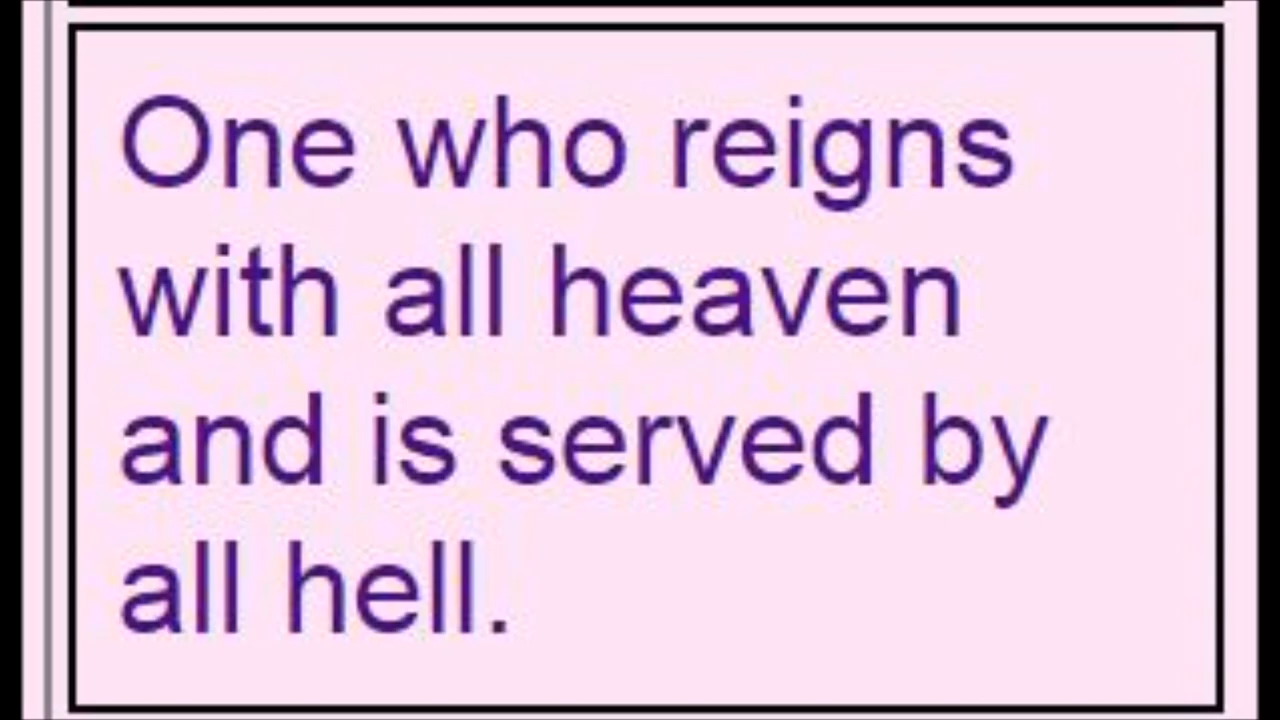 One who reigns
with all heaven
and is served by
all hell.